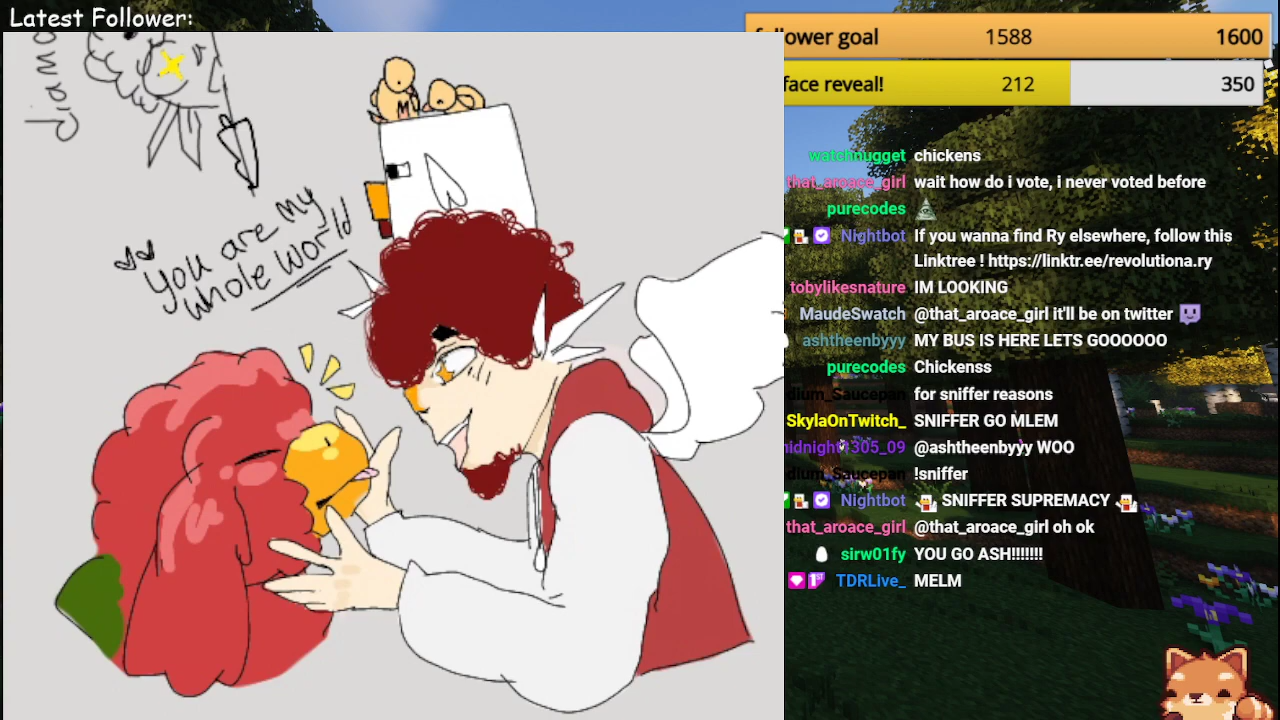 Latest Follower:
follower goal 1588 1600
face reveal! 212 350
you are my
whole world
M
watchnugget chickens
that_aroace_girl wait how do i vote, i never voted before
purecodes
Nightbot If you wanna find Ry elsewhere, follow this
Linktree ! https://linktr.ee/revolutiona.ry
tobylikesnature IM LOOKING
MaudeSwatch @that_aroace_girl it'll be on twitter
ashtheenbyyy MY BUS IS HERE LETS GOOOOOO
purecodes Chickenss
dium_Saucepan for sniffer reasons
SkylaOnTwitch_ SNIFFER GO MLEM
midnight1305_09 @ashtheenbyyy WOO
dium_Saucepan !sniffer
Nightbot SNIFFER SUPREMACY
that_aroace_girl @that_aroace_girl oh ok
sirw01fy YOU GO ASH!!!!!!!
TDRLive_ MELM